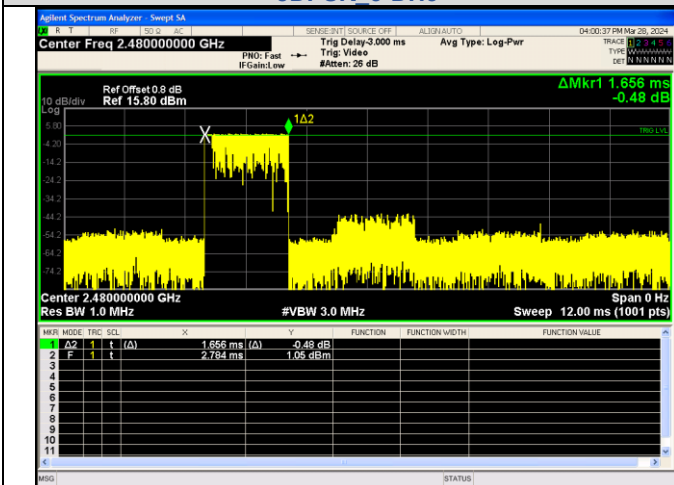 Agilent Spectrum Analyzer - Swept SA
R T RF 50 Ω AC SENSE:INT SOURCE OFF ALIGN AUTO 04:00:37 PM Mar 28, 2024
Center Freq 2.480000000 GHz
PNO: Fast
IFGain:Low
Trig Delay-3.000 ms
Trig: Video
#Atten: 26 dB
Avg Type: Log-Pwr
TRACE 1 2 3 4 5 6
TYPE
DET N N N N N N
Ref Offset 0.8 dB
Ref 15.80 dBm
10 dB/div
Log
ΔMkr1 1.656 ms
-0.48 dB
1Δ2
TRIG LVL
5.80
-4.20
-14.2
-24.2
-34.2
-44.2
-54.2
-64.2
-74.2
Center 2.480000000 GHz
Span 0 Hz
Res BW 1.0 MHz
#VBW 3.0 MHz
Sweep 12.00 ms (1001 pts)
MKR MODE TRC SCL X Y FUNCTION FUNCTION WIDTH FUNCTION VALUE
1 Δ2 1 t (Δ) 1.656 ms (Δ) -0.48 dB
2 F 1 t 2.784 ms 1.05 dBm
3
4
5
6
7
8
9
10
11
MSG
STATUS